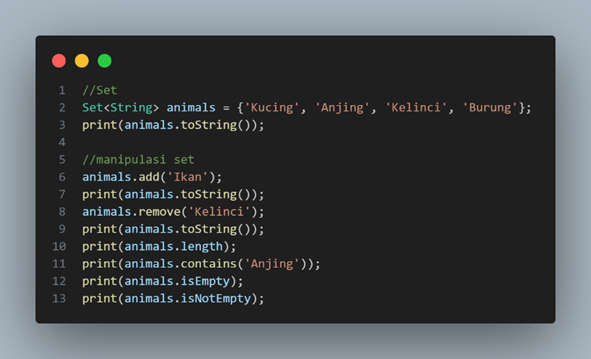 1 //Set
2 Set<String> animals = {'Kucing', 'Anjing', 'Kelinci', 'Burung'};
3 print(animals.toString());
4
5 //manipulasi set
6 animals.add('Ikan');
7 print(animals.toString());
8 animals.remove('Kelinci');
9 print(animals.toString());
10 print(animals.length);
11 print(animals.contains('Anjing'));
12 print(animals.isEmpty);
13 print(animals.isNotEmpty);